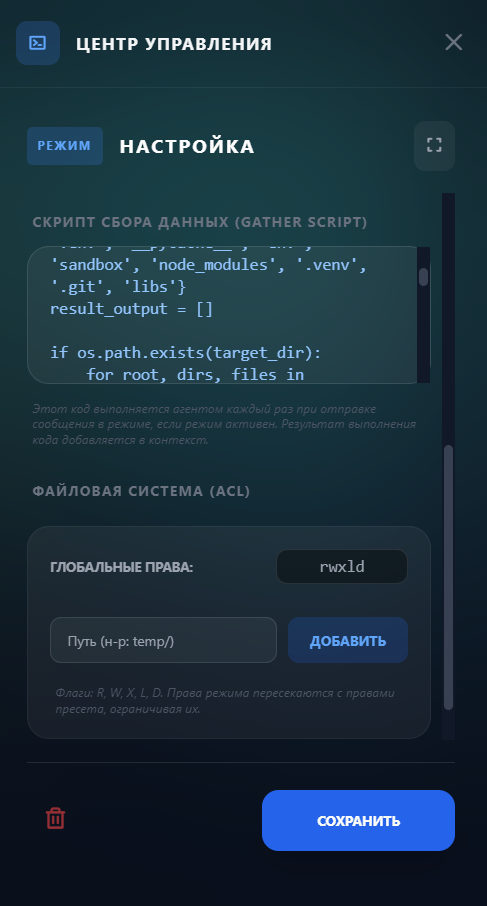 ЦЕНТР УПРАВЛЕНИЯ
РЕЖИМ
НАСТРОЙКА
СКРИПТ СБОРА ДАННЫХ (GATHER SCRIPT)
'sandbox', 'node_modules', '.venv',
'.git', 'libs'}
result_output = []
if os.path.exists(target_dir):
for root, dirs, files in
Этот код выполняется агентом каждый раз при отправке
сообщения в режиме, если режим активен. Результат выполнения
кода добавляется в контекст.
ФАЙЛОВАЯ СИСТЕМА (ACL)
ГЛОБАЛЬНЫЕ ПРАВА:
rwxld
Путь (н-р: temp/)
ДОБАВИТЬ
Флаги: R, W, X, L, D. Права режима пересекаются с правами
пресета, ограничивая их.
СОХРАНИТЬ